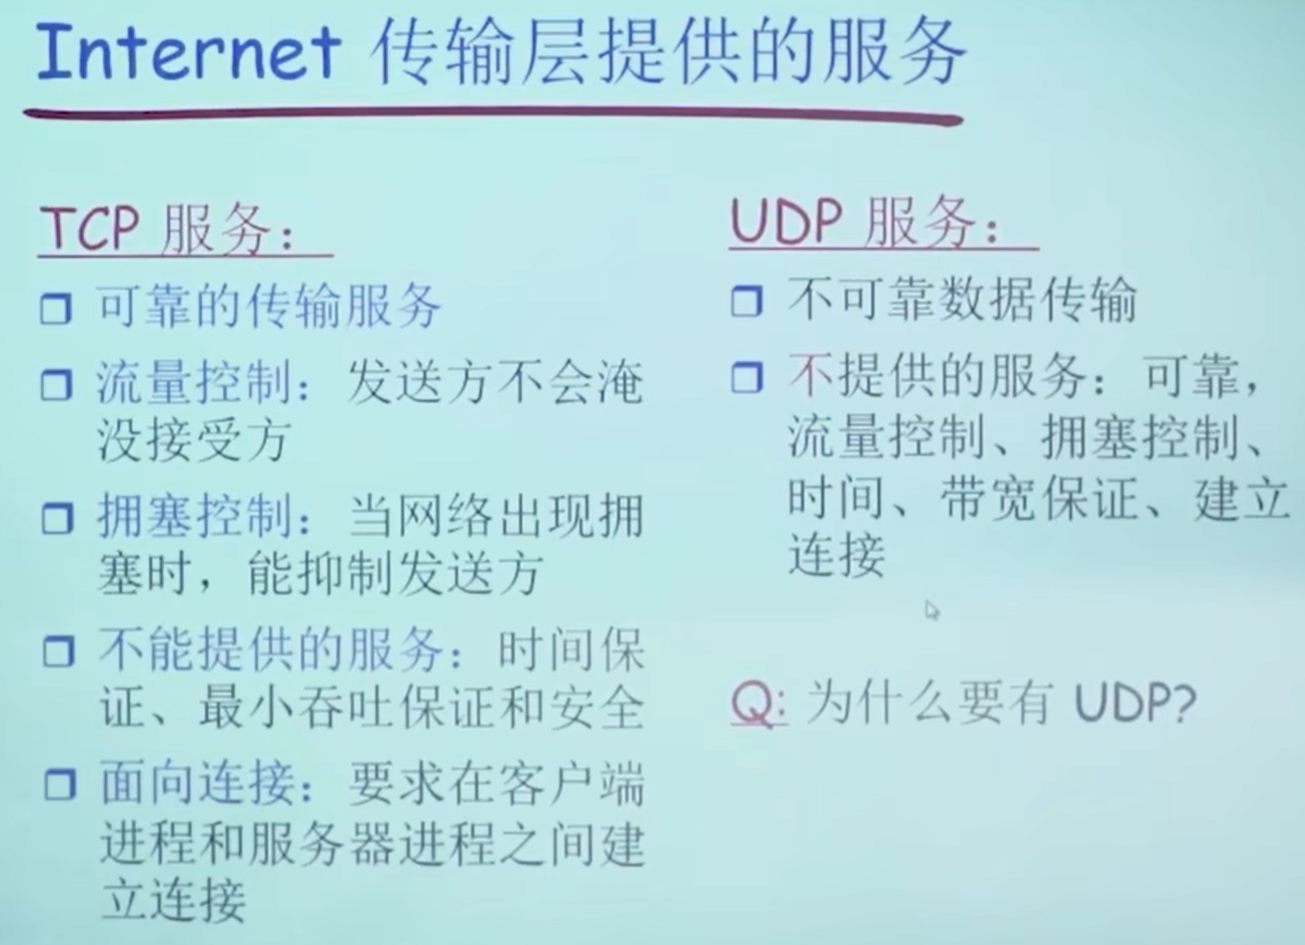 Internet 传输层提供的服务
TCP 服务：
可靠的传输服务
流量控制：发送方不会淹
没接受方
拥塞控制：当网络出现拥
塞时，能抑制发送方
不能提供的服务：时间保
证、最小吞吐保证和安全
面向连接：要求在客户端
进程和服务器进程之间建
立连接
UDP 服务：
不可靠数据传输
不提供的服务：可靠，
流量控制、拥塞控制、
时间、带宽保证、建立
连接
Q: 为什么要有 UDP?